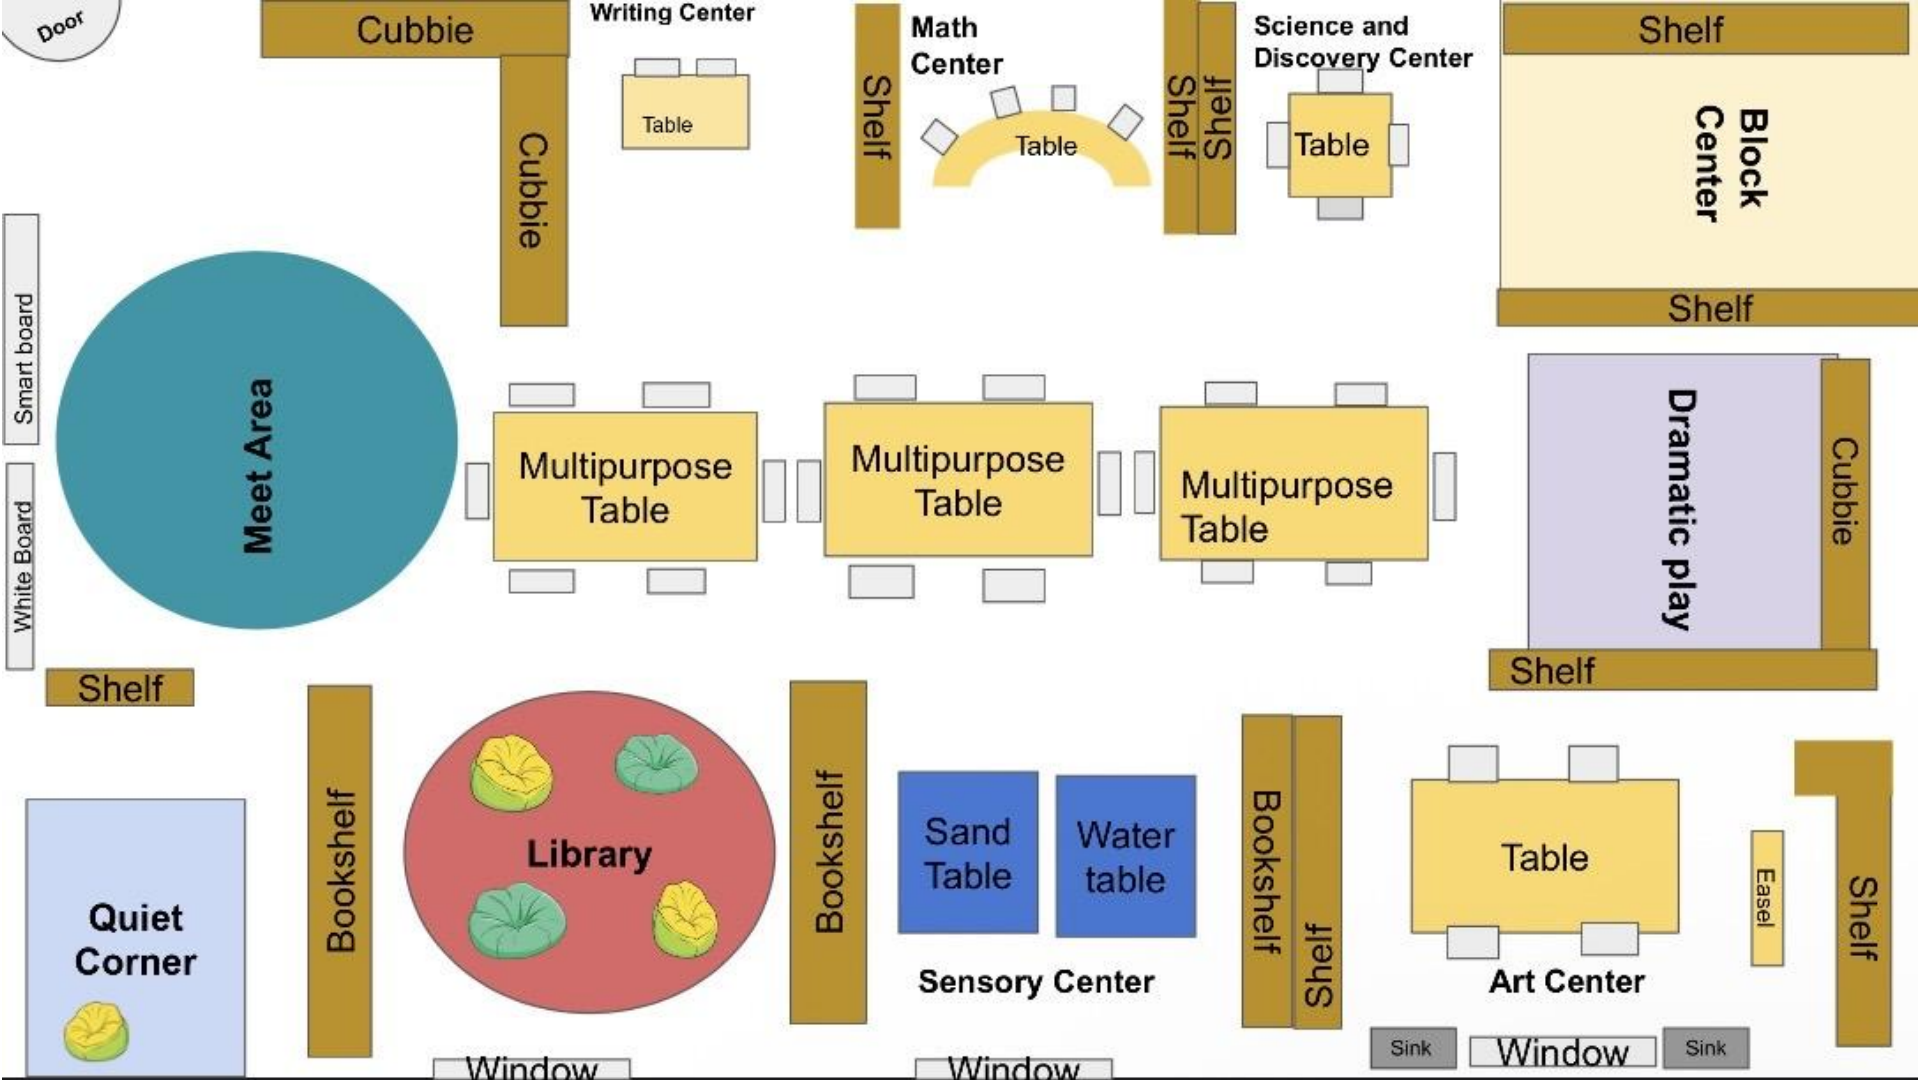 Door
Cubbie
Writing Center
Math
Center
Science and
Discovery Center
Shelf
Cubbie
Table
Shelf
Table
Shelf
Shelf
Table
Block
Center
Shelf
Smart board
White Board
Meet Area
Multipurpose
Table
Multipurpose
Table
Multipurpose
Table
Dramatic play
Cubbie
Shelf
Shelf
Quiet
Corner
Bookshelf
Library
Bookshelf
Sand
Table
Water
table
Sensory Center
Bookshelf
Shelf
Table
Easel
Shelf
Art Center
Window
Window
Sink
Window
Sink